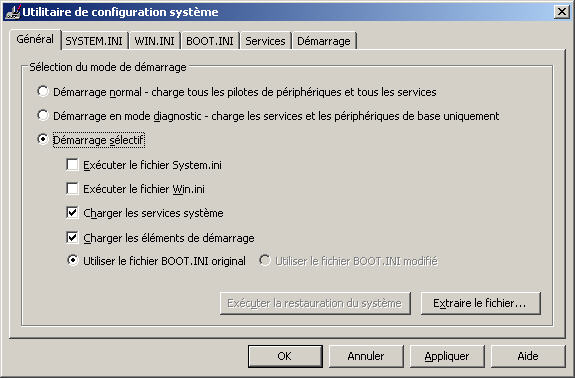 Utilitaire de configuration système
Général SYSTEM.INI WIN.INI BOOT.INI Services Démarrage
Sélection du mode de démarrage
Démarrage normal - charge tous les pilotes de périphériques et tous les services
Démarrage en mode diagnostic - charge les services et les périphériques de base uniquement
Démarrage sélectif
Exécuter le fichier System.ini
Exécuter le fichier Win.ini
Charger les services système
Charger les éléments de démarrage
Utiliser le fichier BOOT.INI original Utiliser le fichier BOOT.INI modifié
Exécuter la restauration du système Extraire le fichier...
OK Annuler Appliquer Aide